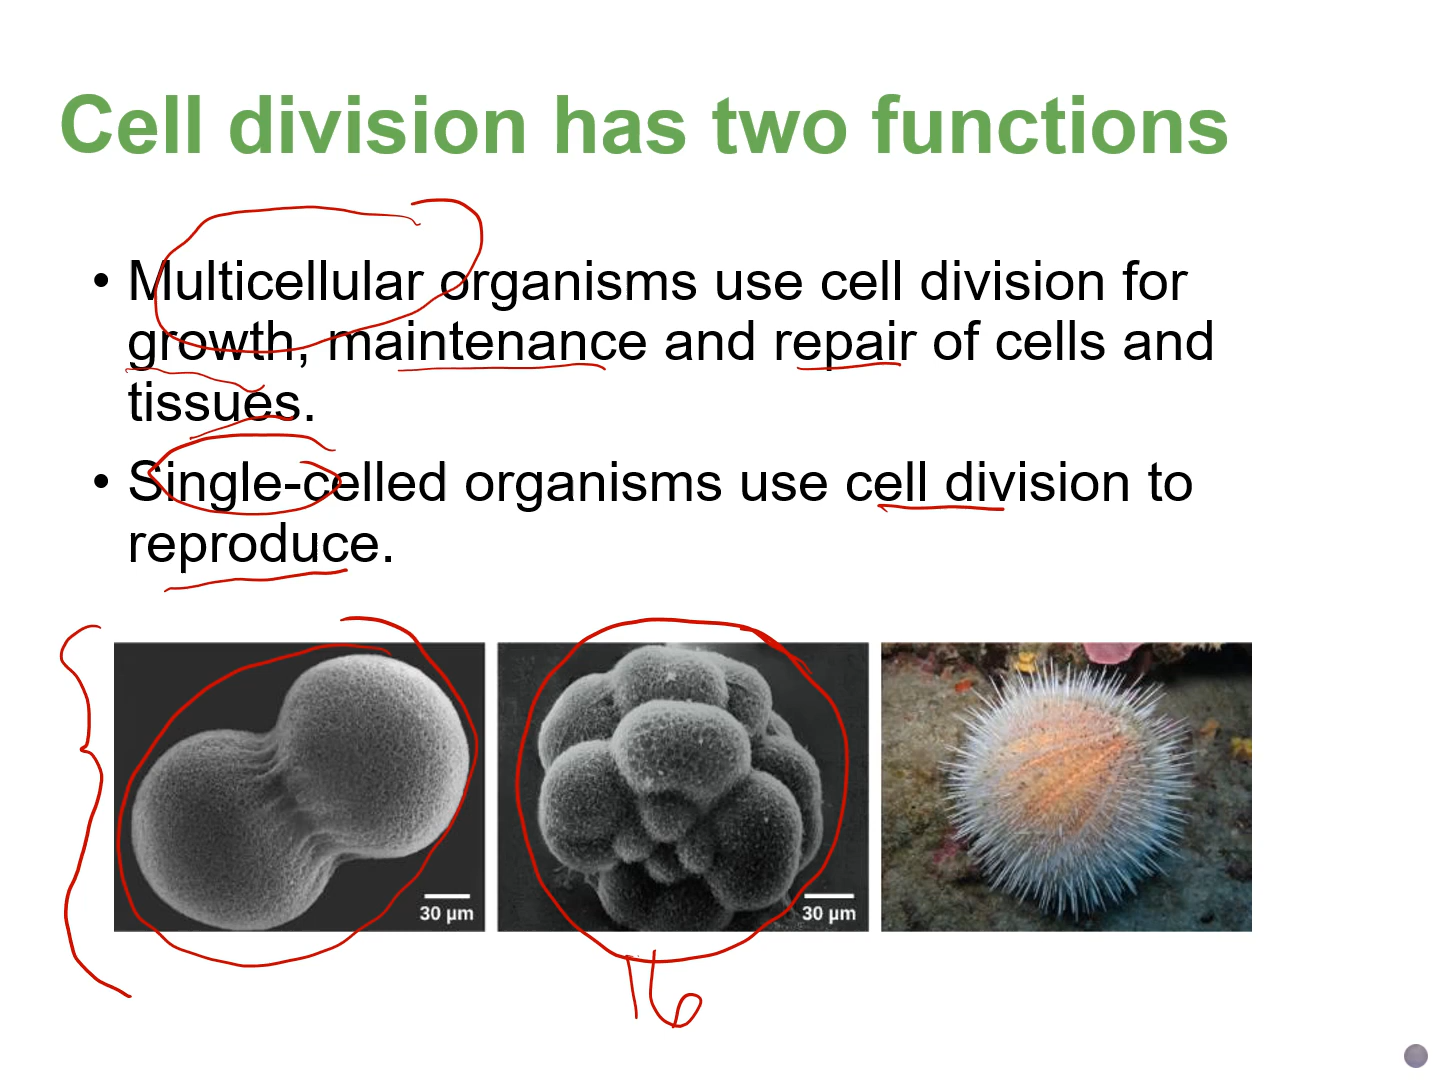 Cell division has two functions
• Multicellular organisms use cell division for
growth, maintenance and repair of cells and
tissues.
• Single-celled organisms use cell division to
reproduce.
30 µm
30 µm
16